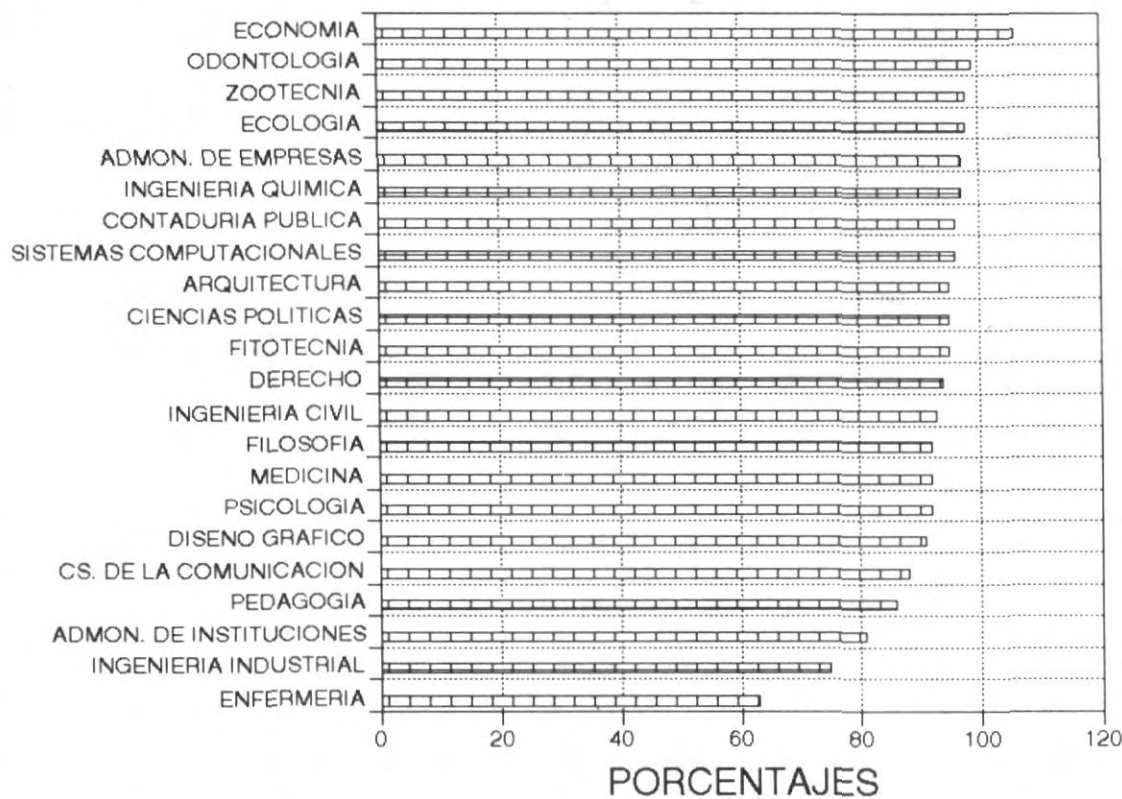 ECONOMIA
ODONTOLOGIA
ZOOTECNIA
ECOLOGIA
ADMON. DE EMPRESAS
INGENIERIA QUIMICA
CONTADURIA PUBLICA
SISTEMAS COMPUTACIONALES
ARQUITECTURA
CIENCIAS POLITICAS
FITOTECNIA
DERECHO
INGENIERIA CIVIL
FILOSOFIA
MEDICINA
PSICOLOGIA
DISENO GRAFICO
CS. DE LA COMUNICACION
PEDAGOGIA
ADMON. DE INSTITUCIONES
INGENIERIA INDUSTRIAL
ENFERMERIA
0 20 40 60 80 100 120
PORCENTAJES